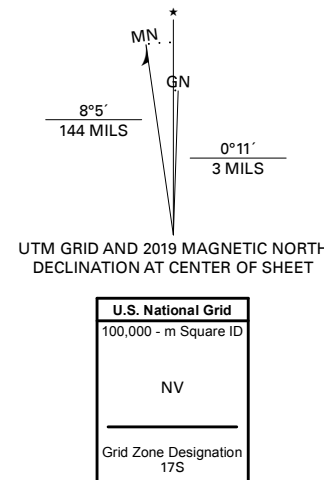 ★
MN
GN
8°5´
144 MILS
0°11´
3 MILS
UTM GRID AND 2019 MAGNETIC NORTH
DECLINATION AT CENTER OF SHEET
U.S. National Grid
100,000 - m Square ID
NV
Grid Zone Designation
17S